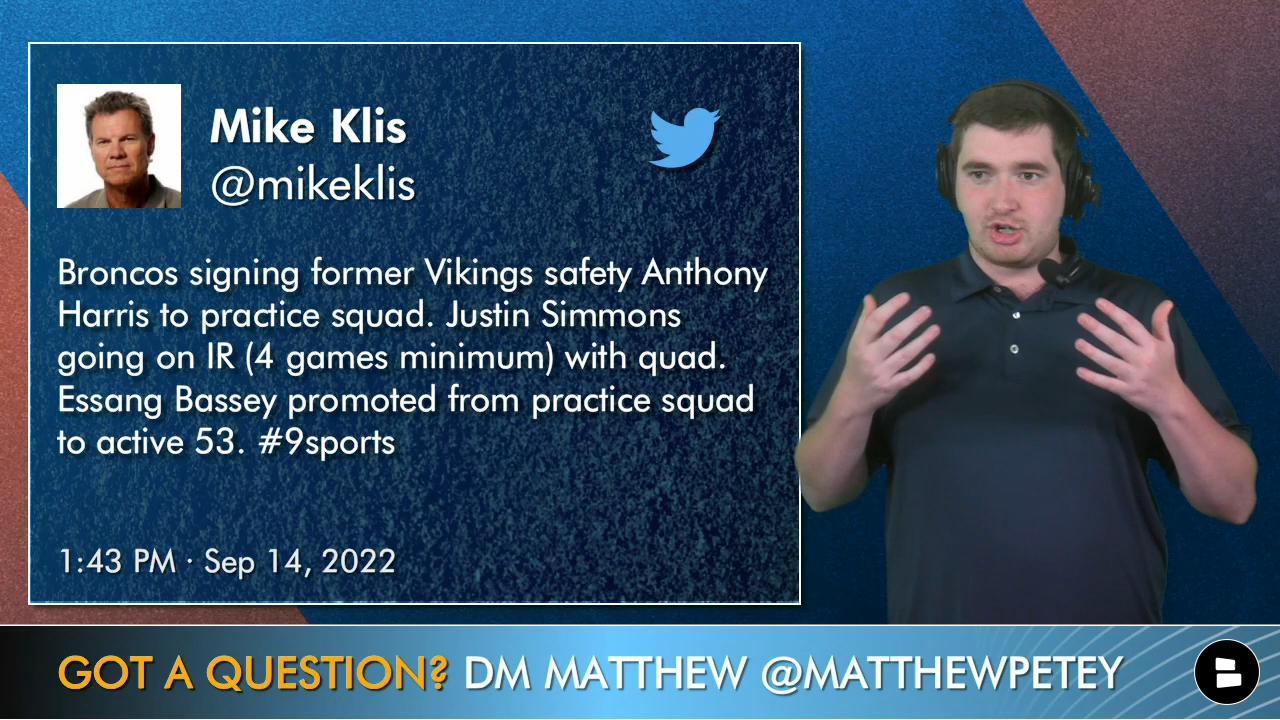 Mike Klis
@mikeklis
Broncos signing former Vikings safety Anthony
Harris to practice squad. Justin Simmons
going on IR (4 games minimum) with quad.
Essang Bassey promoted from practice squad
to active 53. #9sports
1:43 PM · Sep 14, 2022
GOT A QUESTION? DM MATTHEW @MATTHEWPETEY